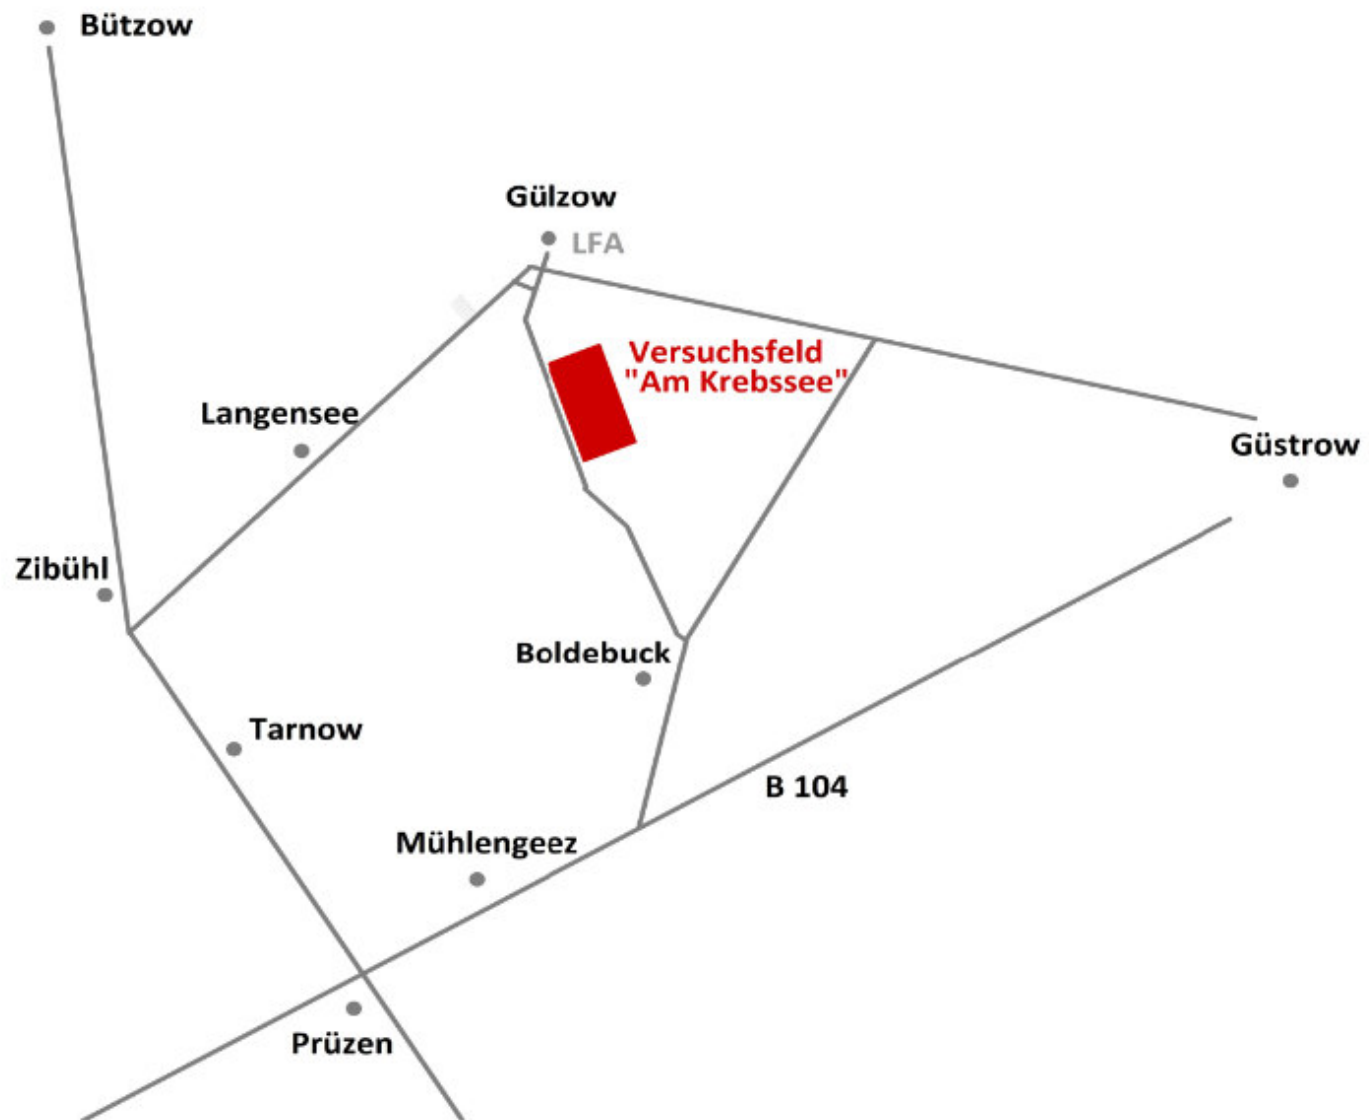 Bützow
Gülzow
LFA
Versuchsfeld
"Am Krebssee"
Langensee
Güstrow
Zibühl
Boldebuck
Tarnow
B 104
Mühlengeez
Prüzen